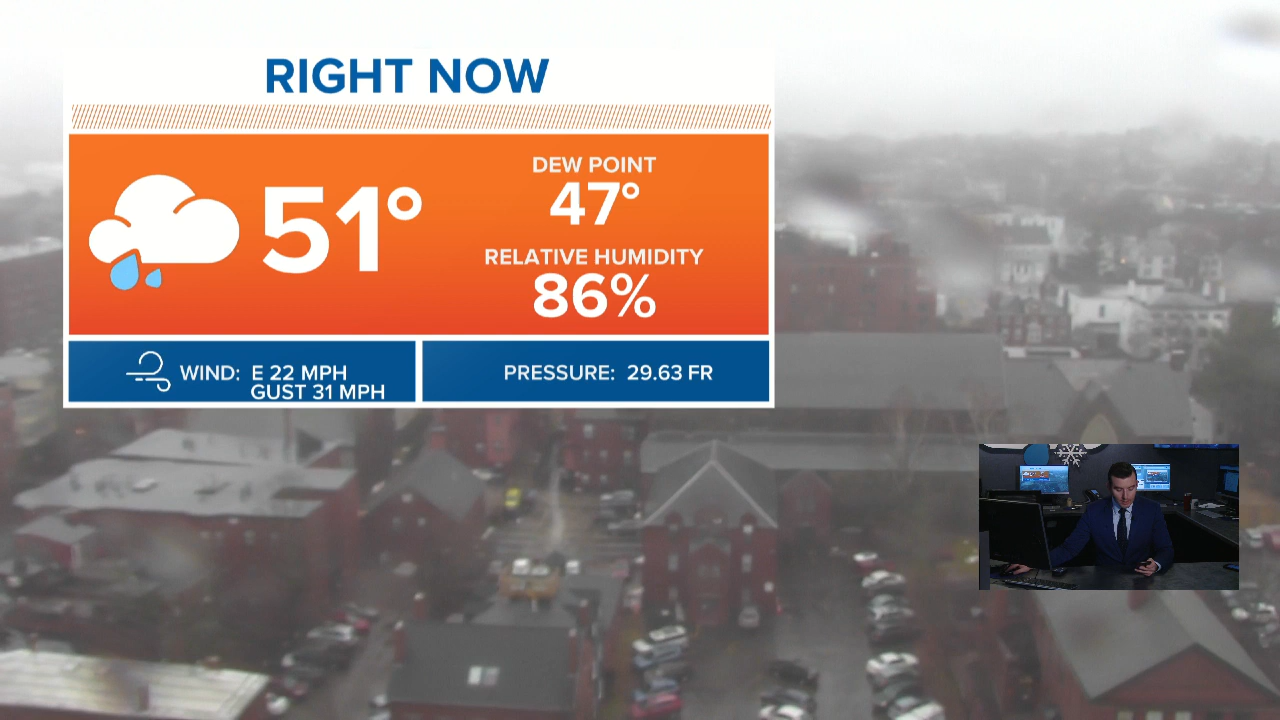 RIGHT NOW
51°
DEW POINT
47°
RELATIVE HUMIDITY
86%
WIND: E 22 MPH
GUST 31 MPH
PRESSURE: 29.63 FR